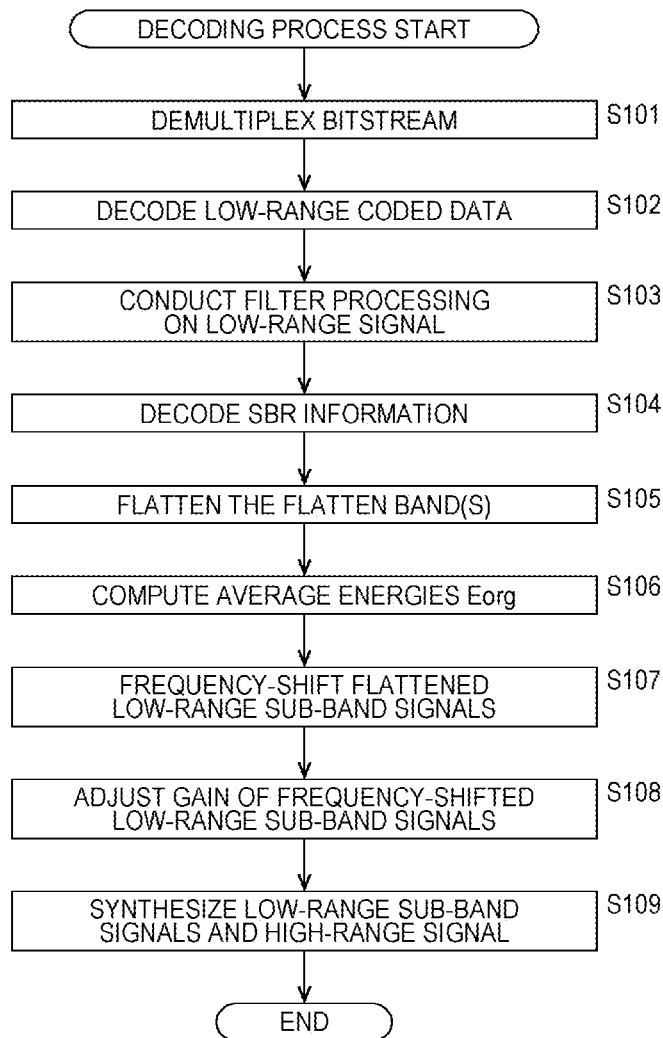 DECODING PROCESS START
DEMULTIPLEX BITSTREAM
S101
DECODE LOW-RANGE CODED DATA
S102
CONDUCT FILTER PROCESSING
ON LOW-RANGE SIGNAL
S103
DECODE SBR INFORMATION
S104
FLATTEN THE FLATTEN BAND(S)
S105
COMPUTE AVERAGE ENERGIES Eorg
S106
FREQUENCY-SHIFT FLATTENED
LOW-RANGE SUB-BAND SIGNALS
S107
ADJUST GAIN OF FREQUENCY-SHIFTED
LOW-RANGE SUB-BAND SIGNALS
S108
SYNTHESIZE LOW-RANGE SUB-BAND
SIGNALS AND HIGH-RANGE SIGNAL
S109
END